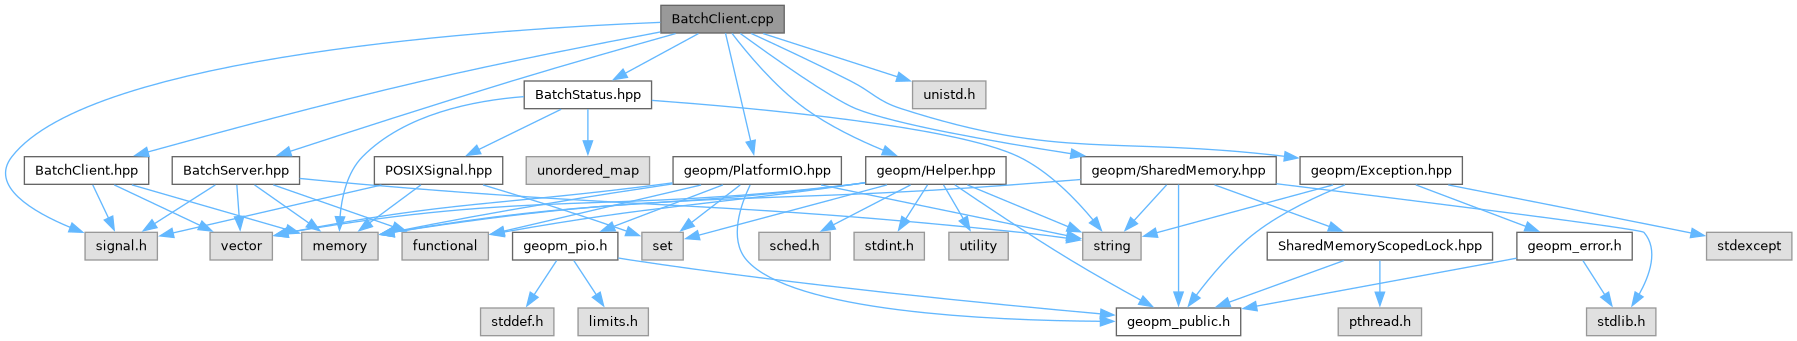 BatchClient.cpp
BatchStatus.hpp
unistd.h
BatchClient.hpp
BatchServer.hpp
POSIXSignal.hpp
unordered_map
geopm/PlatformIO.hpp
geopm/Helper.hpp
geopm/SharedMemory.hpp
geopm/Exception.hpp
signal.h
vector
memory
functional
geopm_pio.h
set
sched.h
stdint.h
utility
string
SharedMemoryScopedLock.hpp
geopm_error.h
stdexcept
stddef.h
limits.h
geopm_public.h
pthread.h
stdlib.h